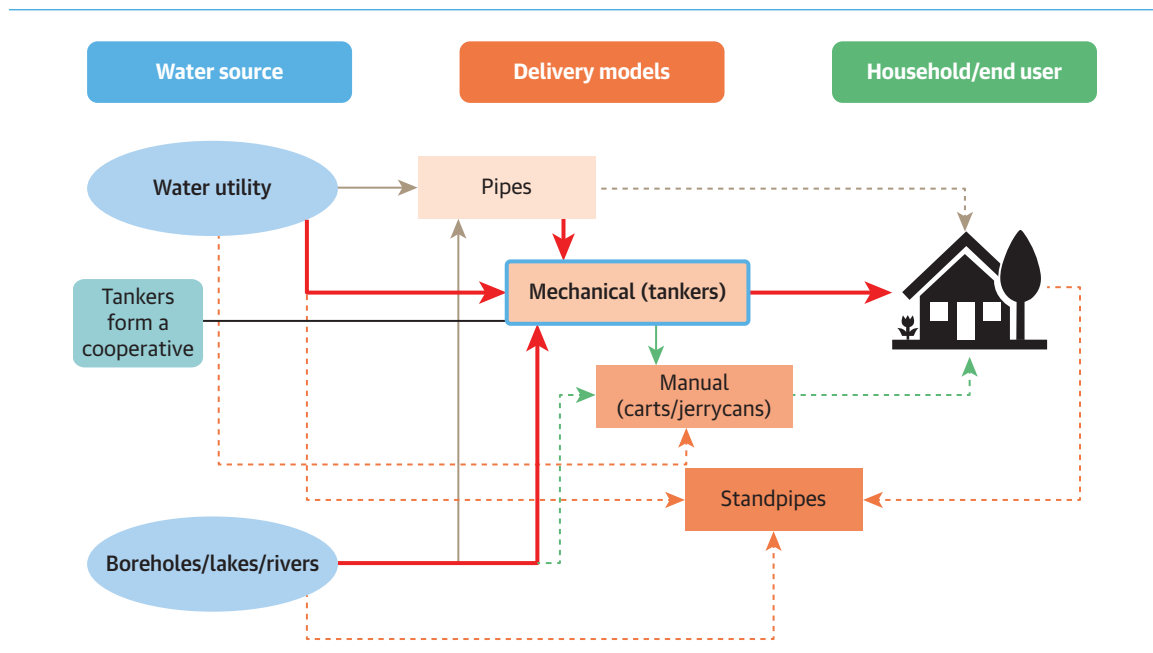 Water source
Delivery models
Household/end user
Water utility
Pipes
Mechanical (tankers)
Tankers
form a
cooperative
Manual
(carts/jerrycans)
Standpipes
Boreholes/lakes/rivers